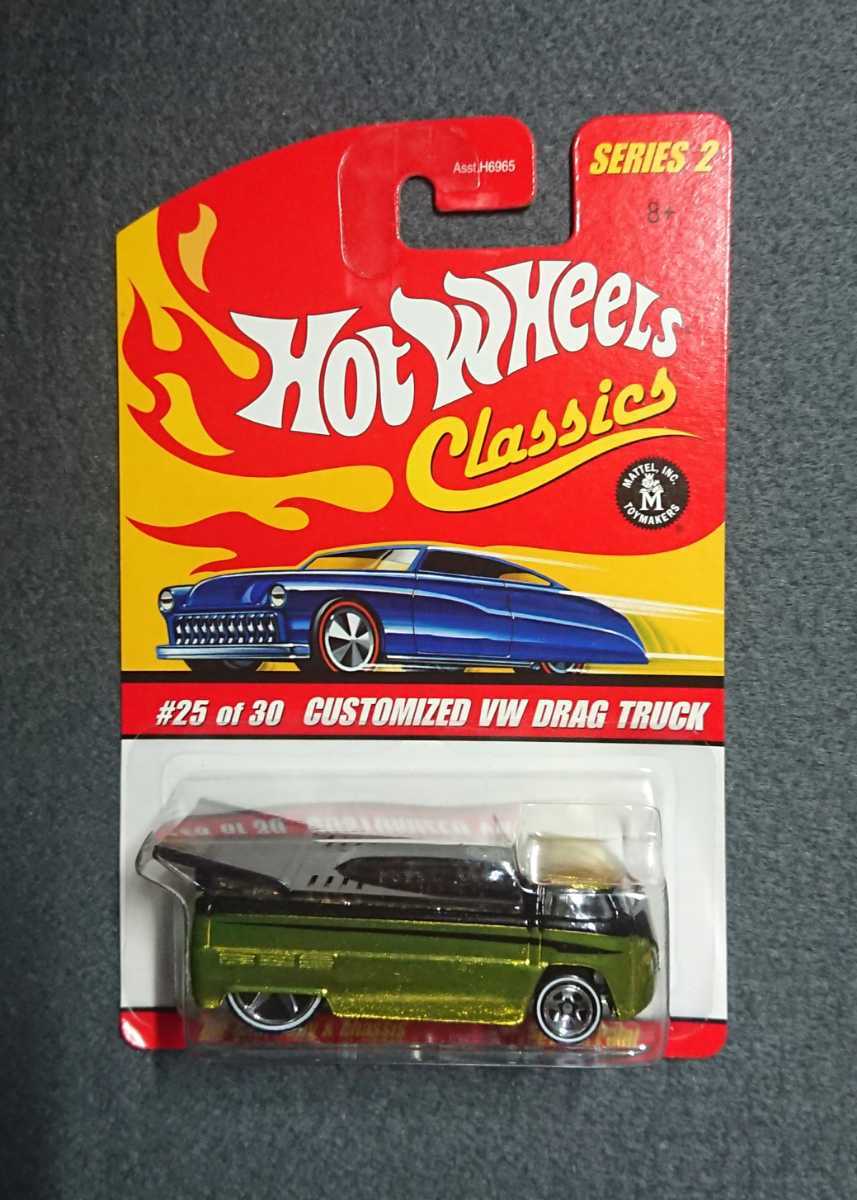 Asst.H6965
SERIES 2
8+
HOT WHEELS
Classics
MATTEL, INC.
M
TOYMAKERS
#25 of 30 CUSTOMIZED VW DRAG TRUCK